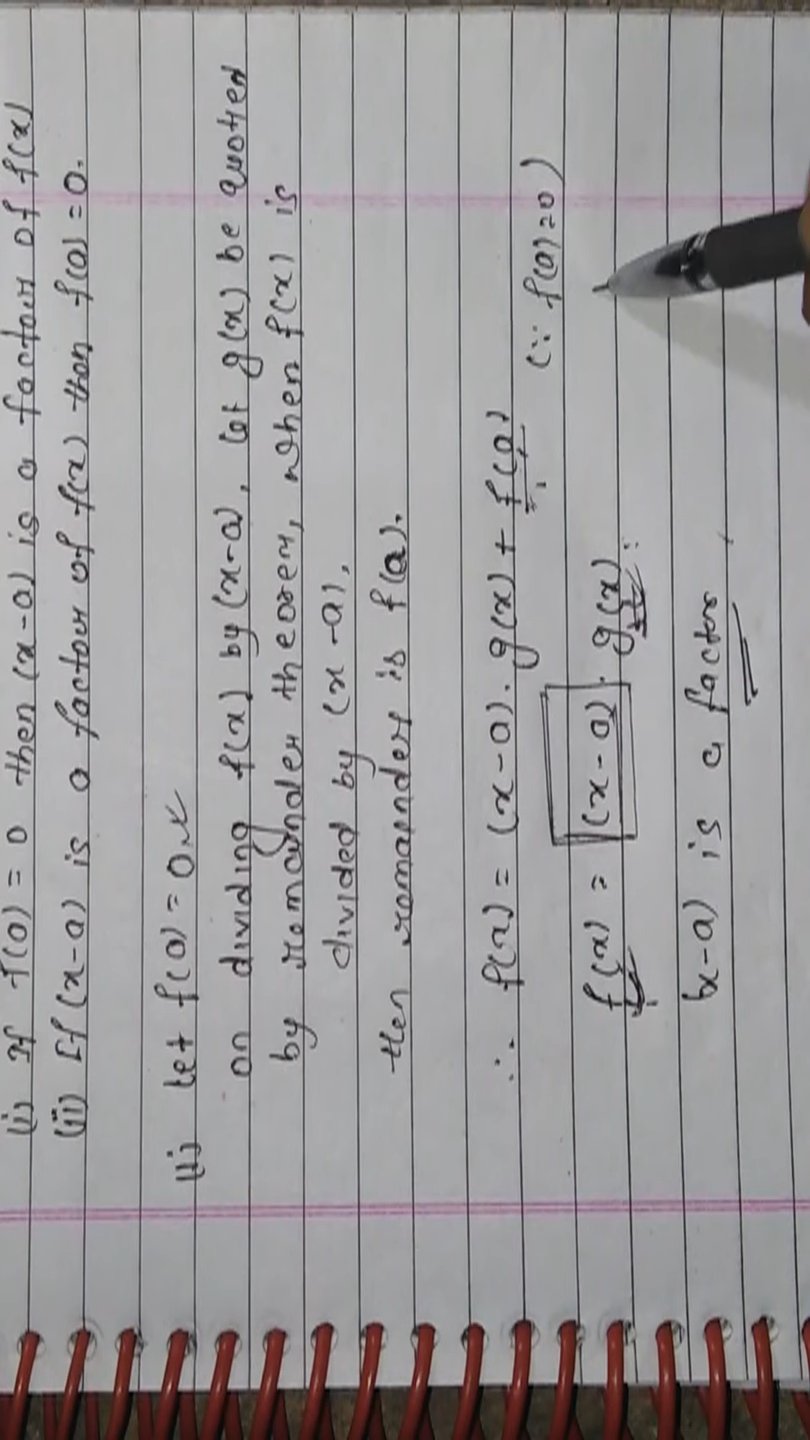 (i) If f(a) = 0 then (x-a) is a factor of f(x)
(ii) If (x-a) is a factor of f(x) then f(a) = 0.
(i) let f(a) = 0
on dividing f(x) by (x-a), let g(x) be quotien
by remainder theorem, when f(x) is
divided by (x-a),
then remainder is f(a).
∴ f(x) = (x-a). g(x) + f(a)
(∵ f(a)=0)
f(x) = (x-a). g(x)
(x-a) is a factor